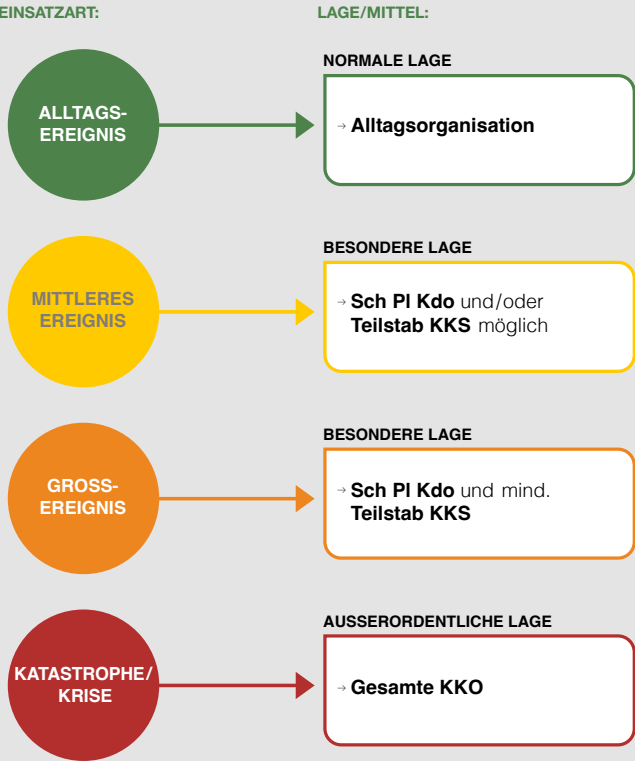 EINSATZART:
LAGE/MITTEL:
ALLTAGS-
EREIGNIS
NORMALE LAGE
→ Alltagsorganisation
MITTLERES
EREIGNIS
BESONDERE LAGE
→ Sch Pl Kdo und/oder
Teilstab KKS möglich
GROSS-
EREIGNIS
BESONDERE LAGE
→ Sch Pl Kdo und mind.
Teilstab KKS
KATASTROPHE/
KRISE
AUSSERORDENTLICHE LAGE
→ Gesamte KKO